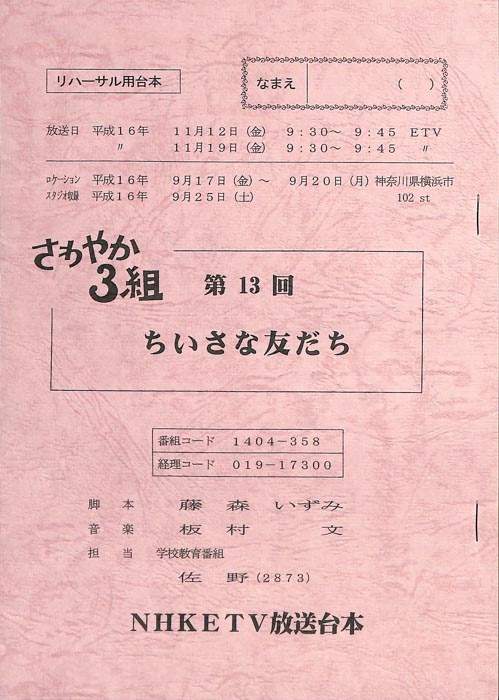 リハーサル用台本
なまえ （　　）
放送日　平成１６年　１１月１２日（金）　９：３０～　９：４５　ＥＴＶ
〃　１１月１９日（金）　９：３０～　９：４５　〃
ﾛｹｰｼｮﾝ　平成１６年　９月１７日（金）～　９月２０日（月）神奈川県横浜市
ｽﾀｼﾞｵ収録　平成１６年　９月２５日（土）　102 st
さわやか
3組　第 13 回
ちいさな友だち
番組コード　１４０４－３５８
経理コード　０１９－１７３００
脚　本　藤　森　いずみ
音　楽　板　村　文
担　当　学校教育番組
佐　野（２８７３）
ＮＨＫＥＴＶ放送台本